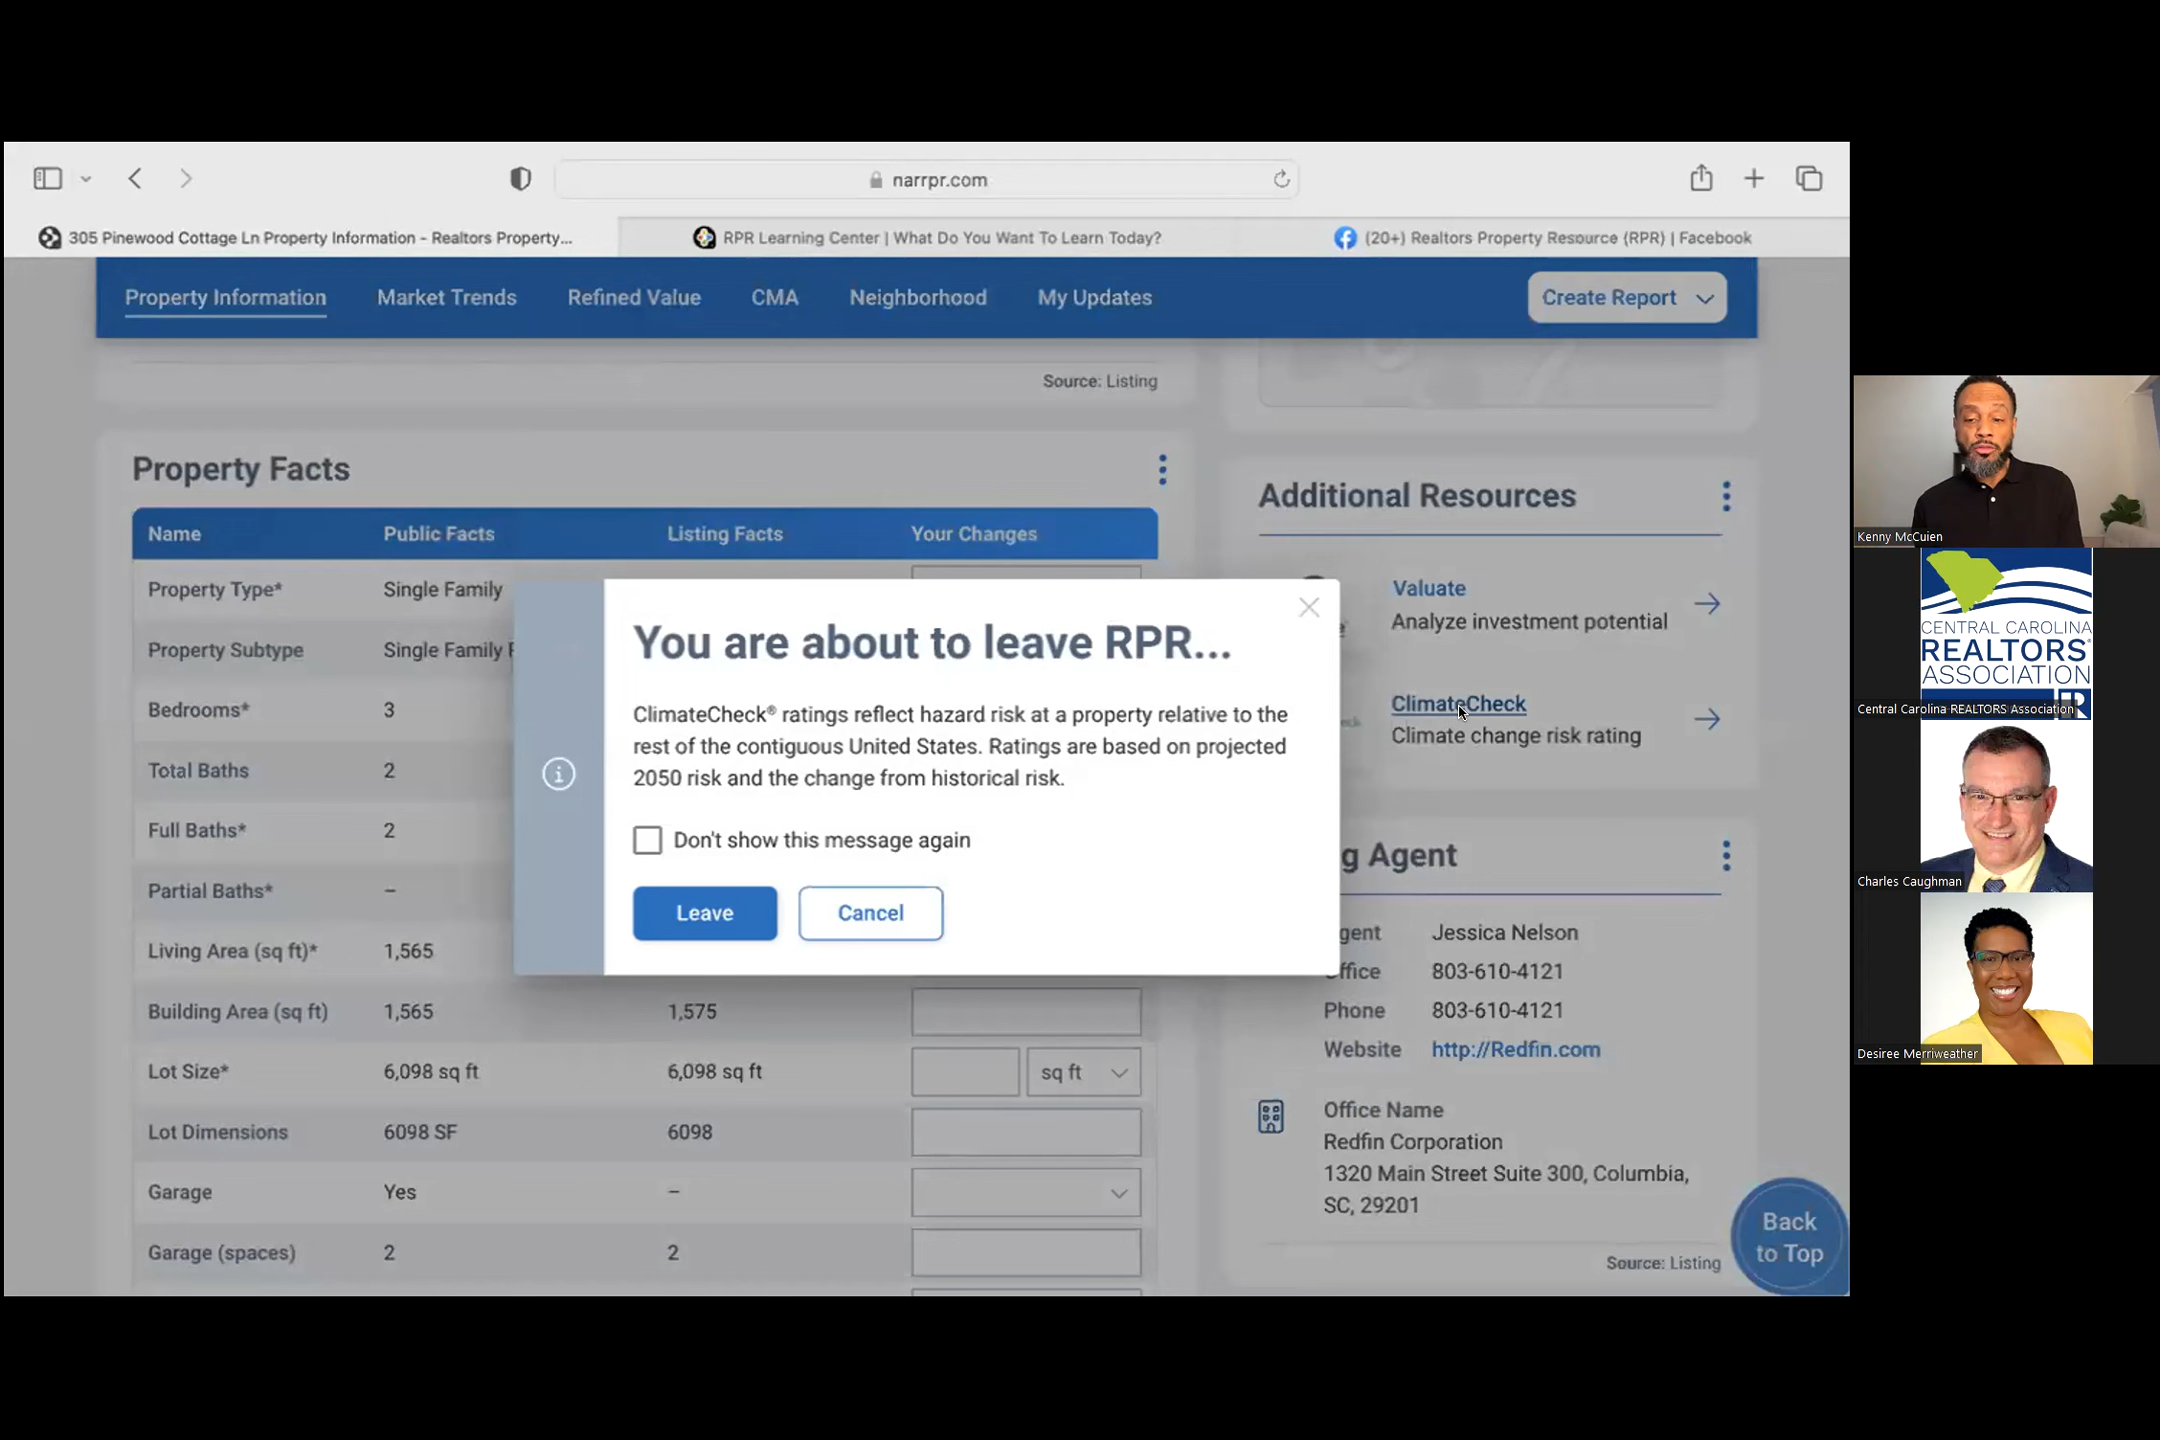 narrpr.com
305 Pinewood Cottage Ln Property Information - Realtors Property...
RPR Learning Center | What Do You Want To Learn Today?
(20+) Realtors Property Resource (RPR) | Facebook
Property Information
Market Trends
Refined Value
CMA
Neighborhood
My Updates
Create Report
Source: Listing
Property Facts
Name
Public Facts
Listing Facts
Your Changes
Property Type*
Single Family
Property Subtype
Single Family
Bedrooms*
3
Total Baths
2
Full Baths*
2
Partial Baths*
–
Living Area (sq ft)*
1,565
Building Area (sq ft)
1,565
1,575
Lot Size*
6,098 sq ft
6,098 sq ft
sq ft
Lot Dimensions
6098 SF
6098
Garage
Yes
–
Garage (spaces)
2
2
You are about to leave RPR...
ClimateCheck® ratings reflect hazard risk at a property relative to the
rest of the contiguous United States. Ratings are based on projected
2050 risk and the change from historical risk.
Don't show this message again
Leave
Cancel
Additional Resources
Valuate
Analyze investment potential
ClimateCheck
Climate change risk rating
g Agent
gent
Jessica Nelson
ffice
803-610-4121
Phone
803-610-4121
Website
http://Redfin.com
Office Name
Redfin Corporation
1320 Main Street Suite 300, Columbia,
SC, 29201
Source: Listing
Back
to Top
Kenny McCuien
CENTRAL CAROLINA
REALTORS®
ASSOCIATION
Central Carolina REALTORS Association
Charles Caughman
Desiree Merriweather